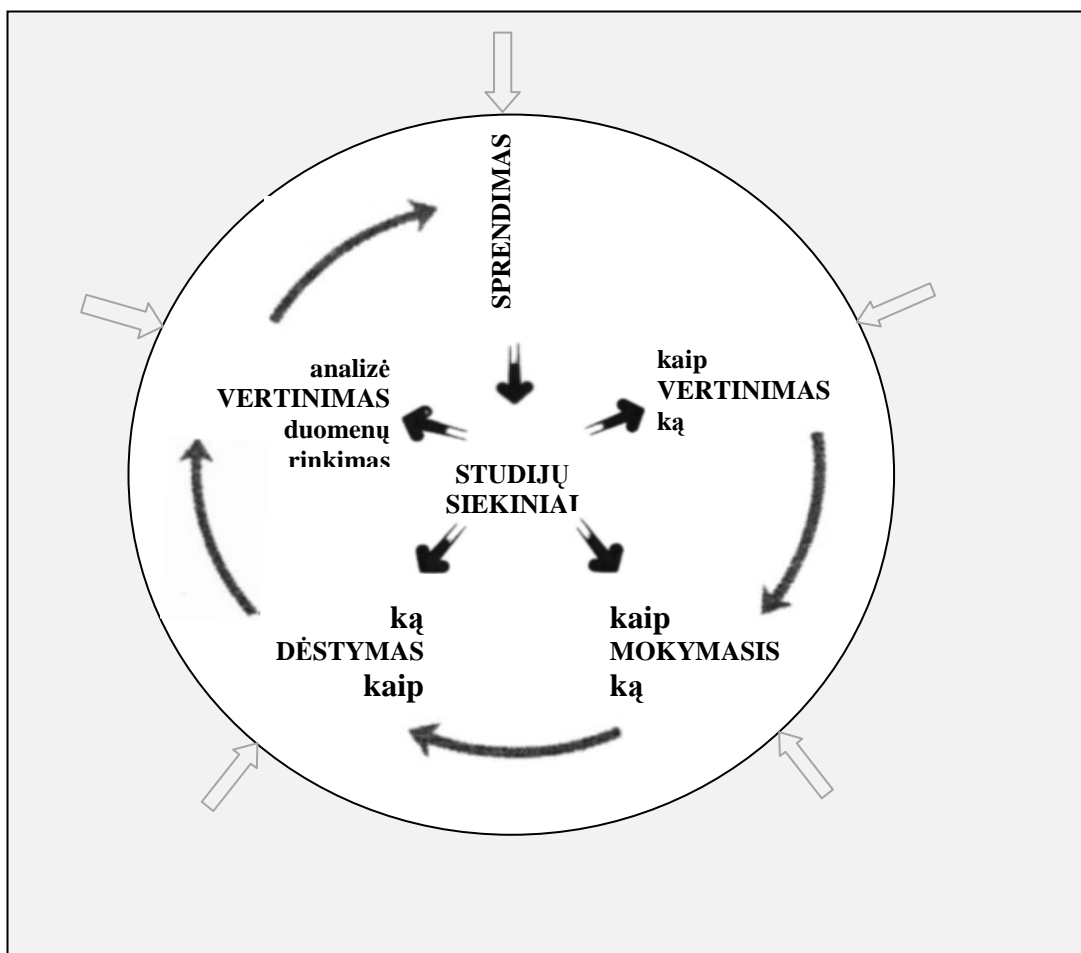 SPRENDIMAS
kaip
VERTINIMAS
ką
analizė
VERTINIMAS
duomenų
rinkimas
STUDIJŲ
SIEKINIAI
kaip
MOKYMASIS
ką
ką
DĖSTYMAS
kaip